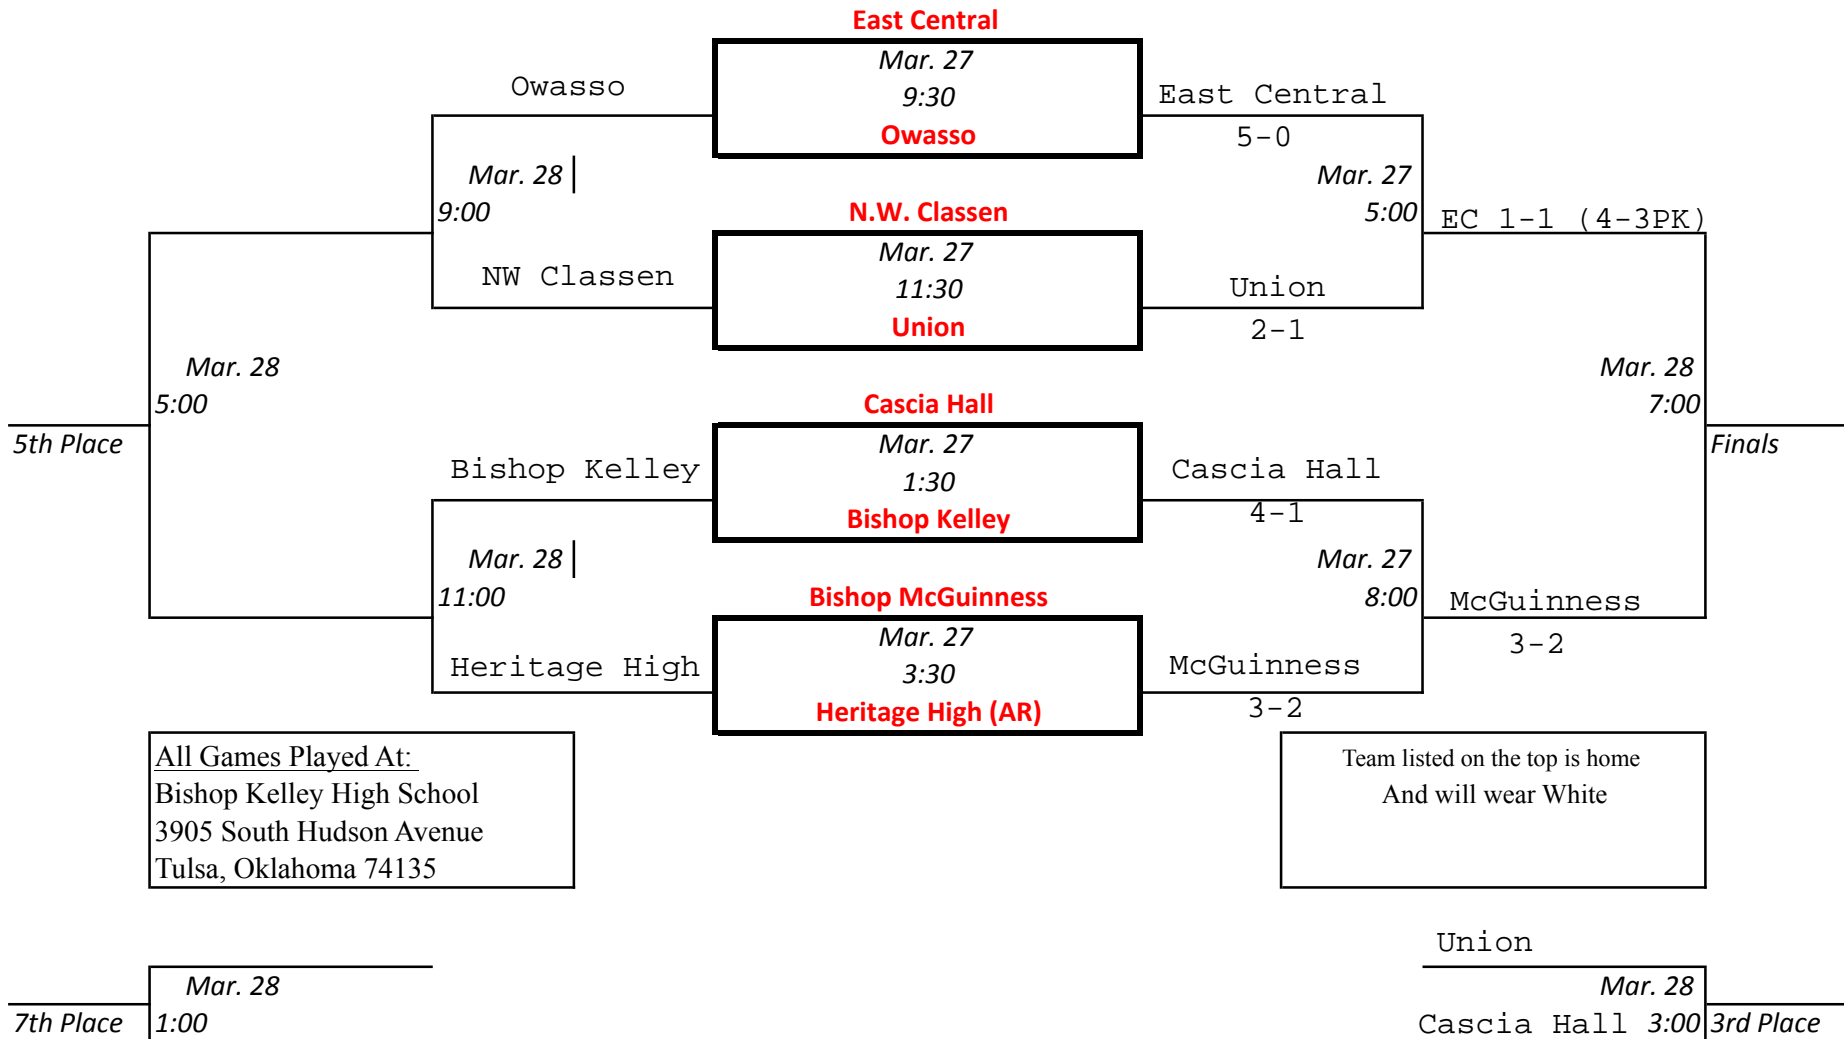 East Central
Mar. 27
9:30
Owasso
Owasso
East Central
5-0
Mar. 28
9:00
Mar. 27
5:00
N.W. Classen
Mar. 27
11:30
Union
NW Classen
Union
2-1
EC 1-1 (4-3PK)
Mar. 28
5:00
5th Place
Mar. 28
7:00
Finals
Cascia Hall
Mar. 27
1:30
Bishop Kelley
Bishop Kelley
Cascia Hall
4-1
Mar. 28
11:00
Mar. 27
8:00
McGuinness
3-2
Bishop McGuinness
Mar. 27
3:30
Heritage High (AR)
Heritage High
McGuinness
3-2
All Games Played At:
Bishop Kelley High School
3905 South Hudson Avenue
Tulsa, Oklahoma 74135
Team listed on the top is home
And will wear White
Mar. 28
7th Place 1:00
Union
Mar. 28
Cascia Hall 3:00 3rd Place